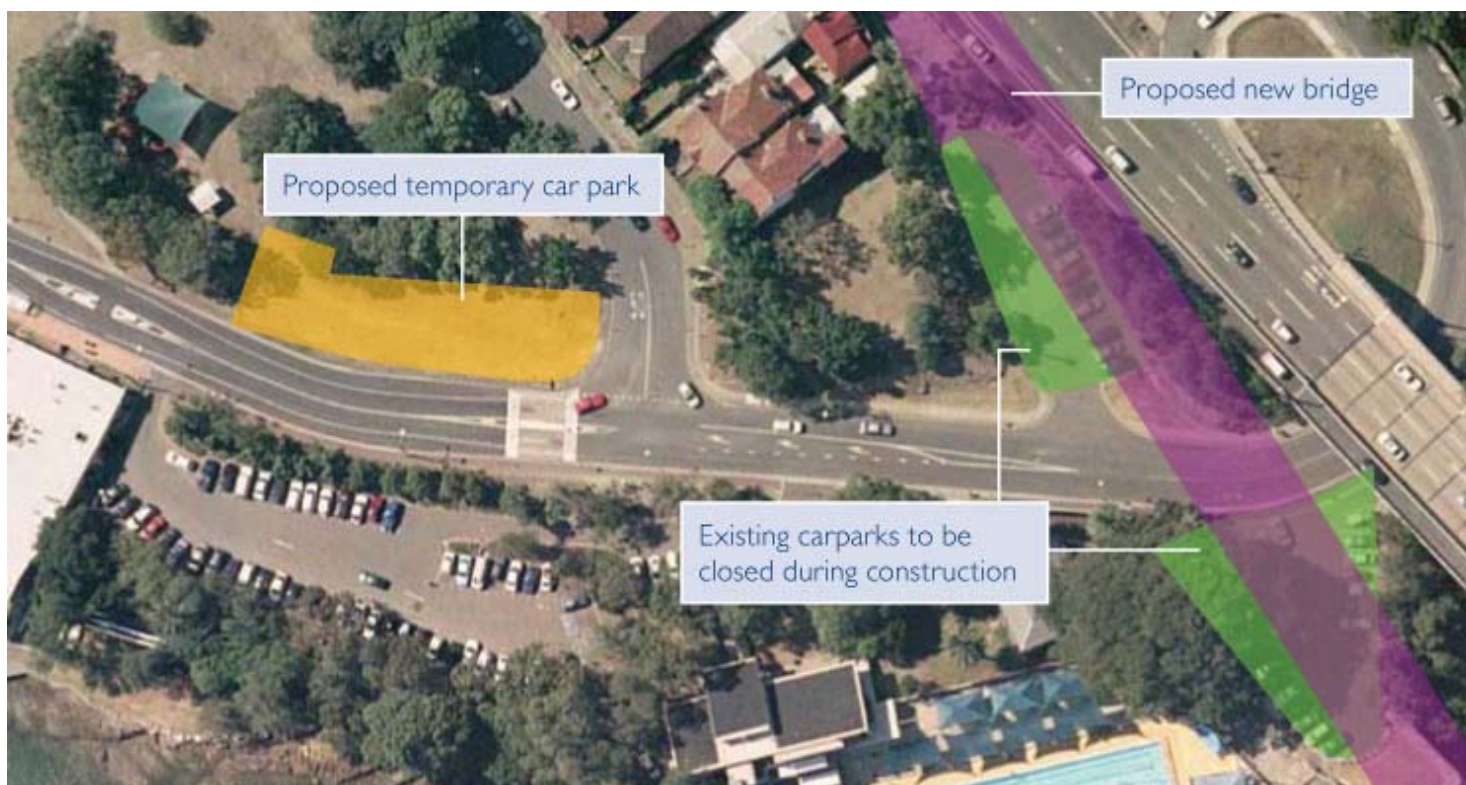 Proposed new bridge
Proposed temporary car park
Existing carparks to be
closed during construction